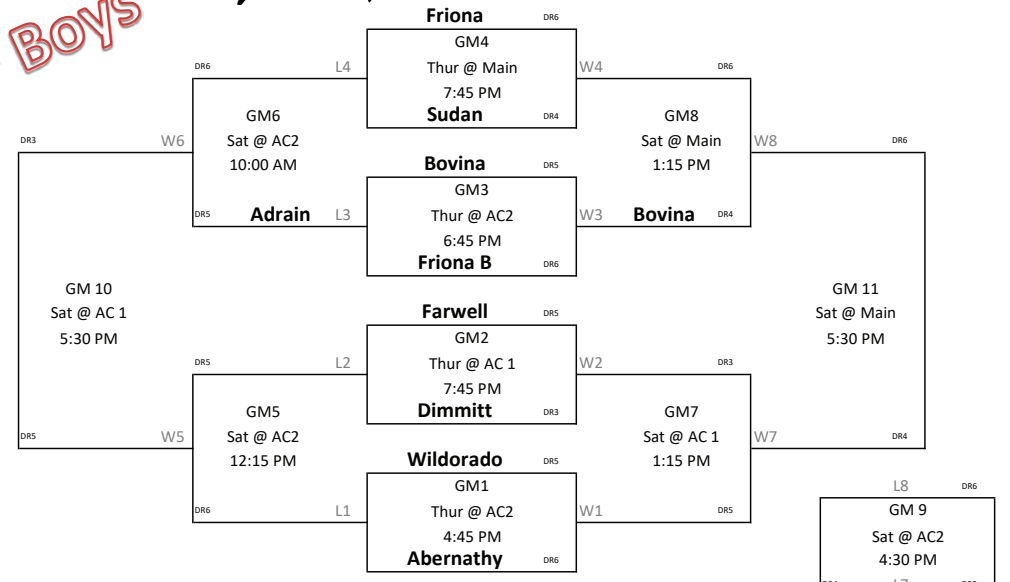 Boys
Friona DR6
GM4
DR6 L4 Thur @ Main W4 DR6
7:45 PM
GM6 Sudan DR4 GM8
DR3 W6 Sat @ AC2 Sat @ Main W8 DR6
10:00 AM Bovina DR5 1:15 PM
GM3
DR5 Adrain L3 Thur @ AC2 W3 Bovina DR4
6:45 PM
Friona B DR6
GM 10 GM 11
Sat @ AC 1 Farwell DR5 Sat @ Main
5:30 PM GM2 5:30 PM
DR5 L2 Thur @ AC 1 W2 DR3
7:45 PM
GM5 Dimmitt DR3 GM7
DR5 W5 Sat @ AC2 Sat @ AC 1 W7 DR4
12:15 PM Wildorado DR5 1:15 PM
GM1 L8 DR6
DR6 L1 Thur @ AC2 W1 DR5 GM 9
4:45 PM Sat @ AC2
Abernathy DR6 4:30 PM